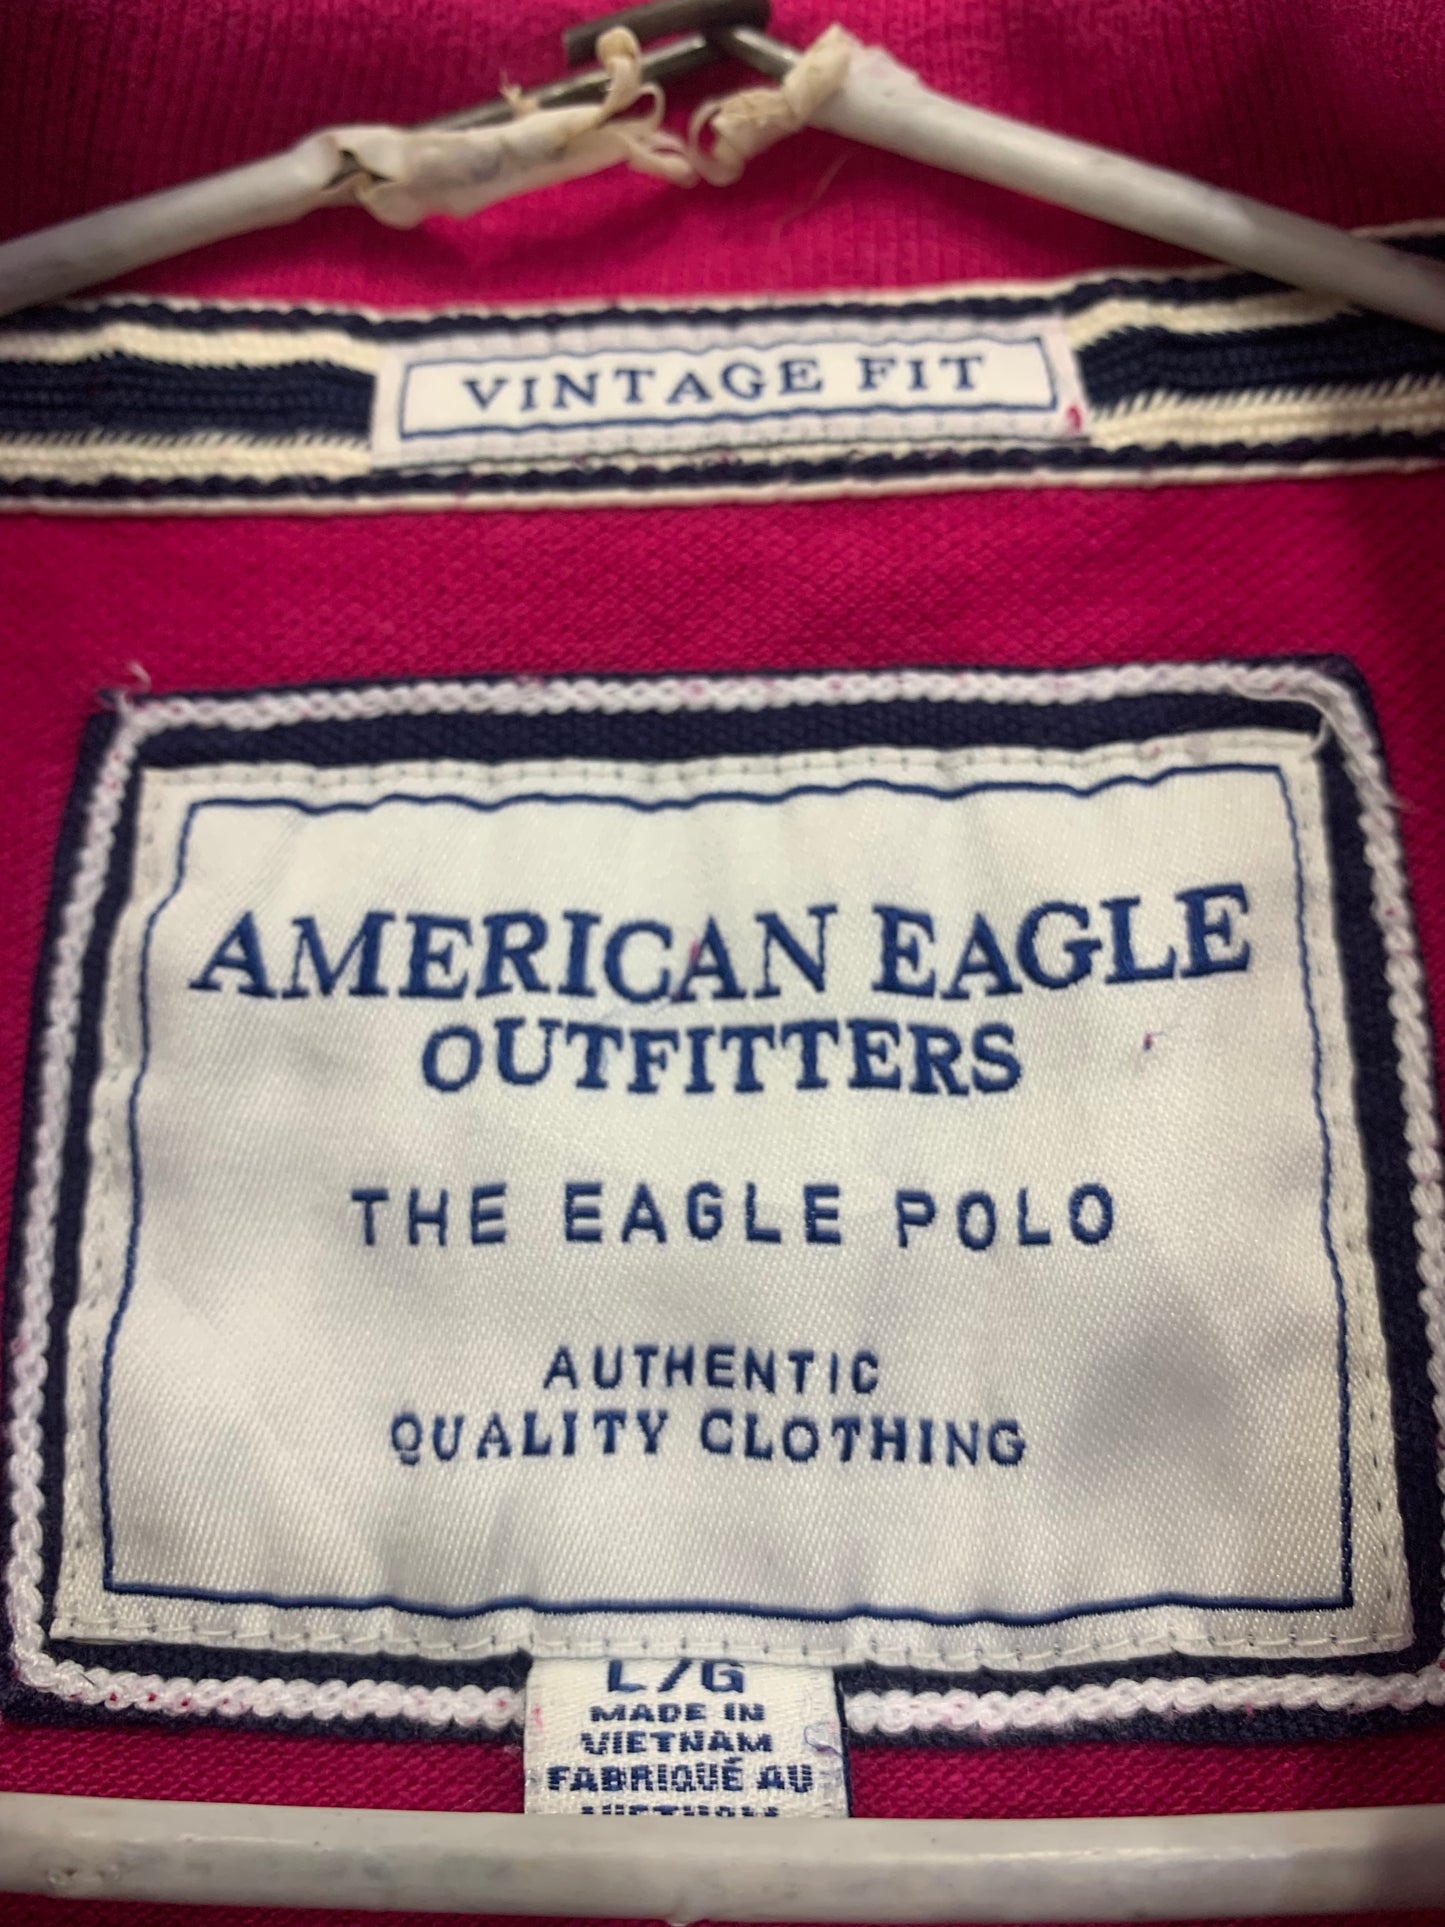 VINTAGE FIT
AMERICAN EAGLE
OUTFITTERS
THE EAGLE POLO
AUTHENTIC
QUALITY CLOTHING
L/G
MADE IN
VIETNAM
FABRIQUÉ AU